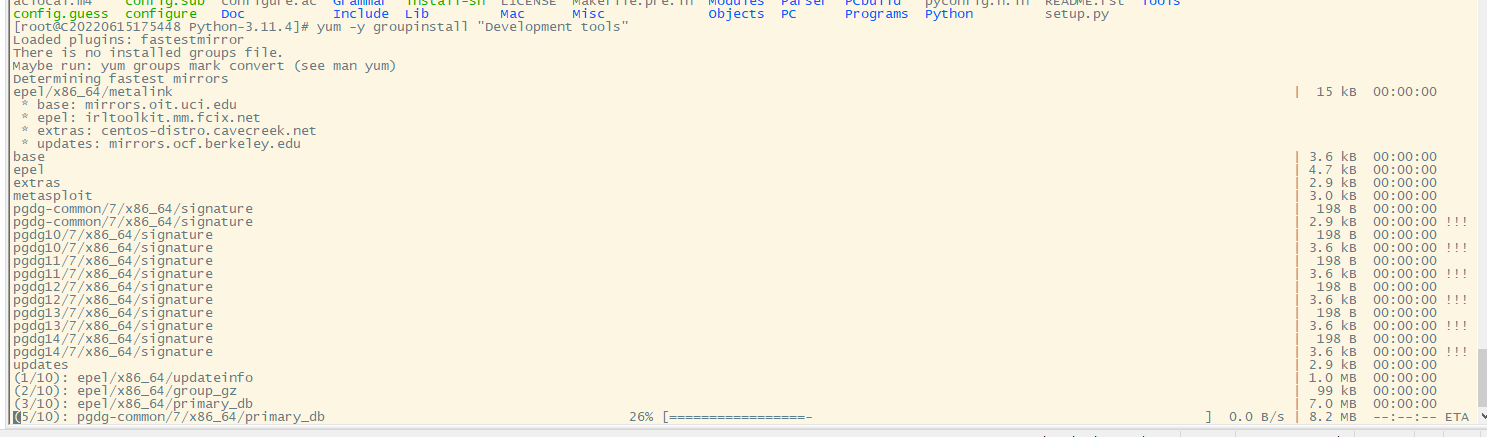 aclocal.m4 config.sub configure.ac Grammar install-sh LICENSE Makefile.pre.in Modules Parser PCbuild pyconfig.h.in README.rst Tools
config.guess configure Doc Include Lib Mac Misc Objects PC Programs Python setup.py
[root@C20220615175448 Python-3.11.4]# yum -y groupinstall "Development tools"
Loaded plugins: fastestmirror
There is no installed groups file.
Maybe run: yum groups mark convert (see man yum)
Determining fastest mirrors
epel/x86_64/metalink | 15 kB 00:00:00
* base: mirrors.oit.uci.edu
* epel: irltoolkit.mm.fcix.net
* extras: centos-distro.cavecreek.net
* updates: mirrors.ocf.berkeley.edu
base | 3.6 kB 00:00:00
epel | 4.7 kB 00:00:00
extras | 2.9 kB 00:00:00
metasploit | 3.0 kB 00:00:00
pgdg-common/7/x86_64/signature | 198 B 00:00:00
pgdg-common/7/x86_64/signature | 2.9 kB 00:00:00 !!!
pgdg10/7/x86_64/signature | 198 B 00:00:00
pgdg10/7/x86_64/signature | 3.6 kB 00:00:00 !!!
pgdg11/7/x86_64/signature | 198 B 00:00:00
pgdg11/7/x86_64/signature | 3.6 kB 00:00:00 !!!
pgdg12/7/x86_64/signature | 198 B 00:00:00
pgdg12/7/x86_64/signature | 3.6 kB 00:00:00 !!!
pgdg13/7/x86_64/signature | 198 B 00:00:00
pgdg13/7/x86_64/signature | 3.6 kB 00:00:00 !!!
pgdg14/7/x86_64/signature | 198 B 00:00:00
pgdg14/7/x86_64/signature | 3.6 kB 00:00:00 !!!
updates | 2.9 kB 00:00:00
(1/10): epel/x86_64/updateinfo | 1.0 MB 00:00:00
(2/10): epel/x86_64/group_gz | 99 kB 00:00:00
(3/10): epel/x86_64/primary_db | 7.0 MB 00:00:00
(5/10): pgdg-common/7/x86_64/primary_db 26% [=================- ] 0.0 B/s | 8.2 MB --:--:-- ETA